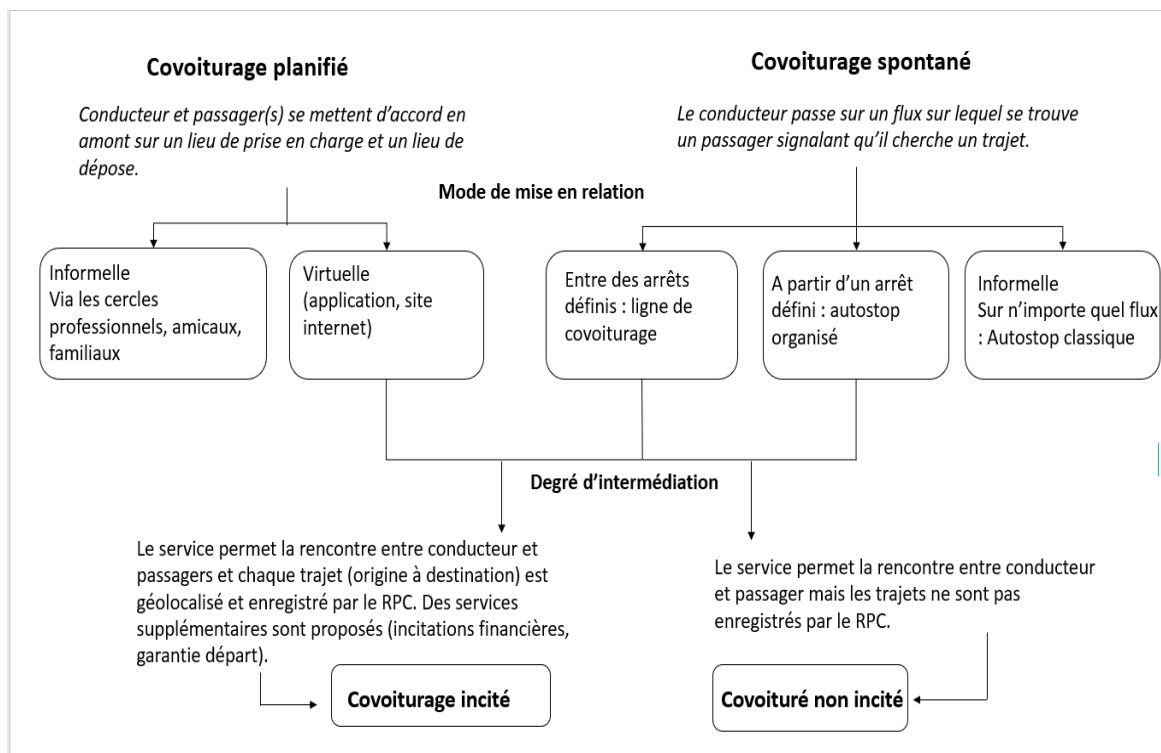 Covoiturage planifié
Conducteur et passager(s) se mettent d'accord en
amont sur un lieu de prise en charge et un lieu de
dépose.
Covoiturage spontané
Le conducteur passe sur un flux sur lequel se trouve
un passager signalant qu'il cherche un trajet.
Mode de mise en relation
Informelle
Via les cercles
professionnels, amicaux,
familiaux
Virtuelle
(application, site
internet)
Entre des arrêts
définis : ligne de
covoiturage
A partir d'un arrêt
défini : autostop
organisé
Informelle
Sur n'importe quel flux
: Autostop classique
Degré d'intermédiation
Le service permet la rencontre entre conducteur et
passagers et chaque trajet (origine à destination) est
géolocalisé et enregistré par le RPC. Des services
supplémentaires sont proposés (incitations financières,
garantie départ).
Covoiturage incité
Le service permet la rencontre entre conducteur
et passager mais les trajets ne sont pas
enregistrés par le RPC.
Covoituré non incité